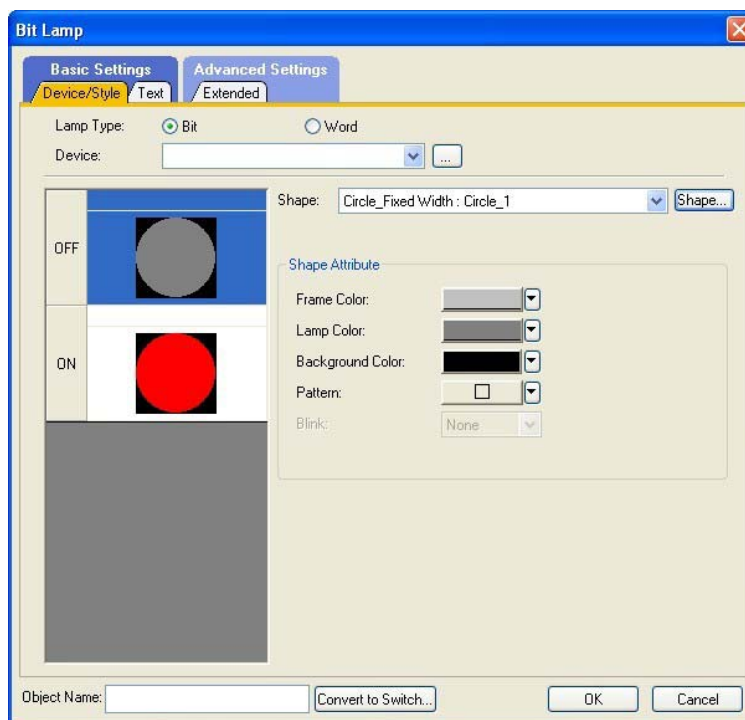 Bit Lamp
Basic Settings Advanced Settings
Device/Style Text Extended
Lamp Type: Bit Word
Device: ...
Shape: Circle_Fixed Width : Circle_1 Shape...
OFF
Shape Attribute
Frame Color:
Lamp Color:
ON
Background Color:
Pattern:
Blink: None
Object Name: Convert to Switch... OK Cancel